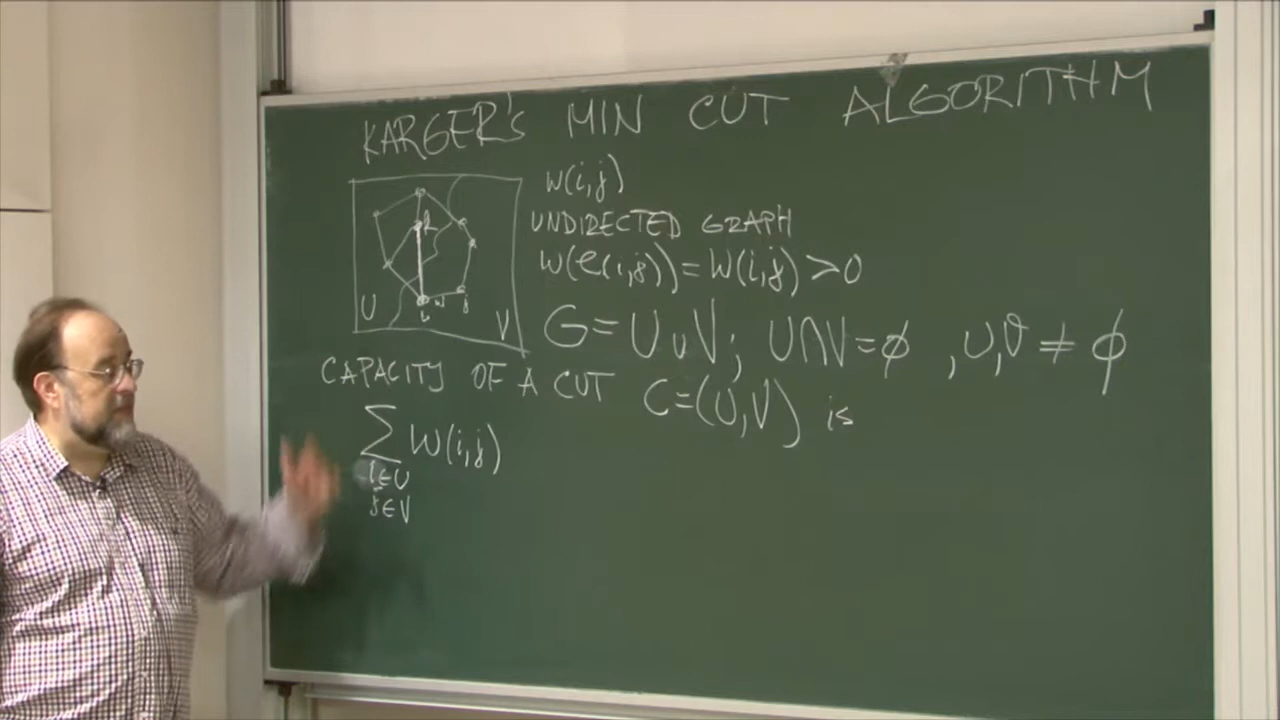 KARGER'S MIN CUT ALGORITHM
w(i,j)
UNDIRECTED GRAPH
w(e(i,j)) = w(i,j) > 0
k
U
i w j
V
G = U ∪ V ; U ∩ V = ϕ , U, V ≠ ϕ
CAPACITY OF A CUT C = (U, V) is
∑ w(i,j)
i ∈ U
j ∈ V